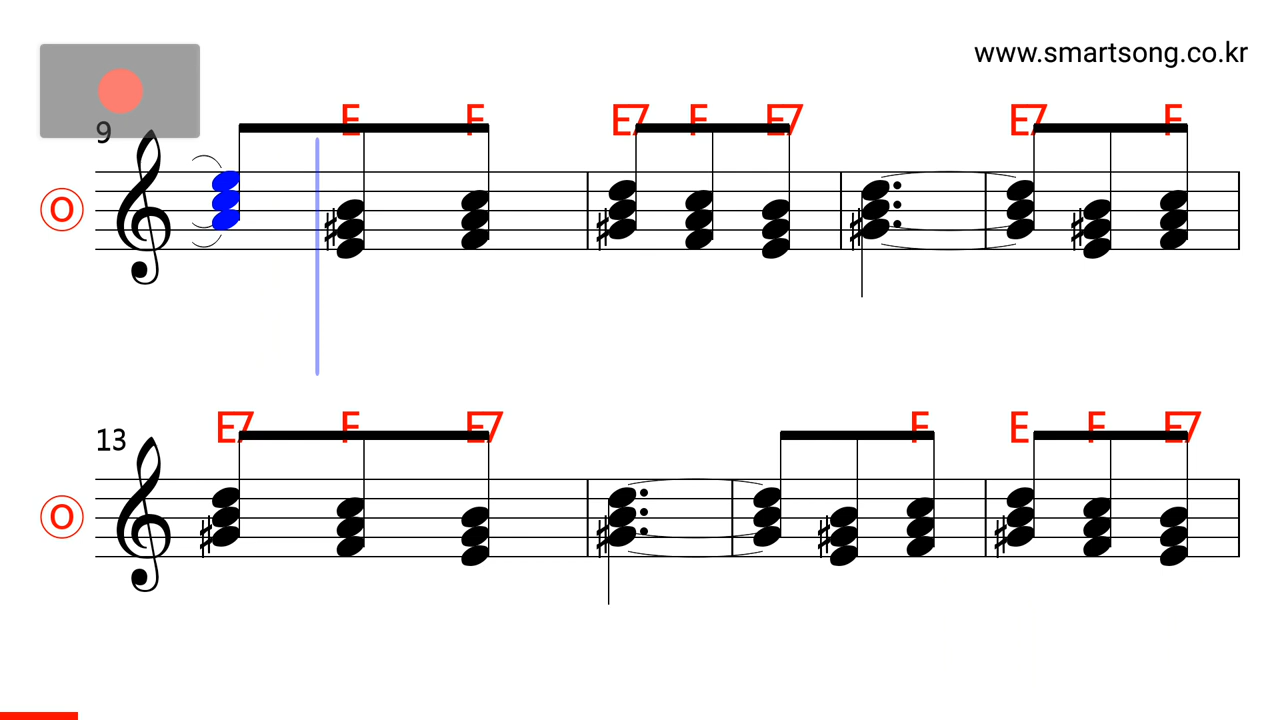 www.smartsong.co.kr
E F E7 F E7 E7 F
9
O
E7 F E7 F E F E7
13
O